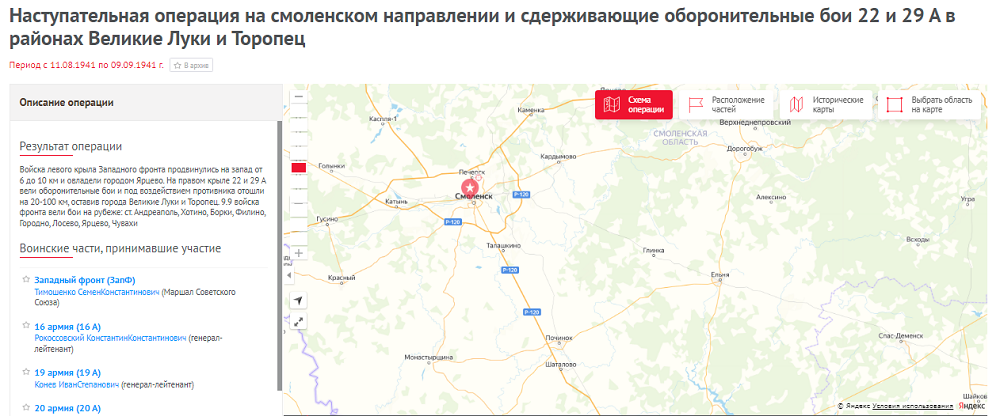 Наступательная операция на смоленском направлении и сдерживающие оборонительные бои 22 и 29 А в
районах Великие Луки и Торопец
Период с 11.08.1941 по 09.09.1941 г.
В архив
Описание операции
Результат операции
Войска левого крыла Западного фронта продвинулись на запад от
6 до 10 км и овладели городом Ярцево. На правом крыле 22 и 29 А
вели оборонительные бои и под воздействием противника отошли
на 20-100 км, оставив города Великие Луки и Торопец. 9.9 войска
фронта вели бои на рубеже: ст. Андреаполь, Хотино, Борки, Филино,
Городно, Лосево, Ярцево, Чувахи
Воинские части, принимавшие участие
Западный фронт (ЗапФ)
Тимошенко СеменКонстантинович (Маршал Советского
Союза)
16 армия (16 А)
Рокоссовский КонстантинКонстантинович (генерал-
лейтенант)
19 армия (19 А)
Конев ИванСтепанович (генерал-лейтенант)
20 армия (20 А)
Схема
операции
Расположение
частей
Исторические
карты
Выбрать область
на карте
Каспля-1
Каменка
Верхнеднепровский
СМОЛЕНСКАЯ
ОБЛАСТЬ
Дорогобуж
Кардымово
Голынки
Печерск
Смоленск
Р-120
Катынь
Алексино
Угра
Гусино
Р-120
Талашкино
Глинка
Всходы
Р-120
Ельня
Красный
Р-120
Починок
Спас-Деменск
Монастырщина
Шаталово
Шайков
© Яндекс Условия использования Яндекс